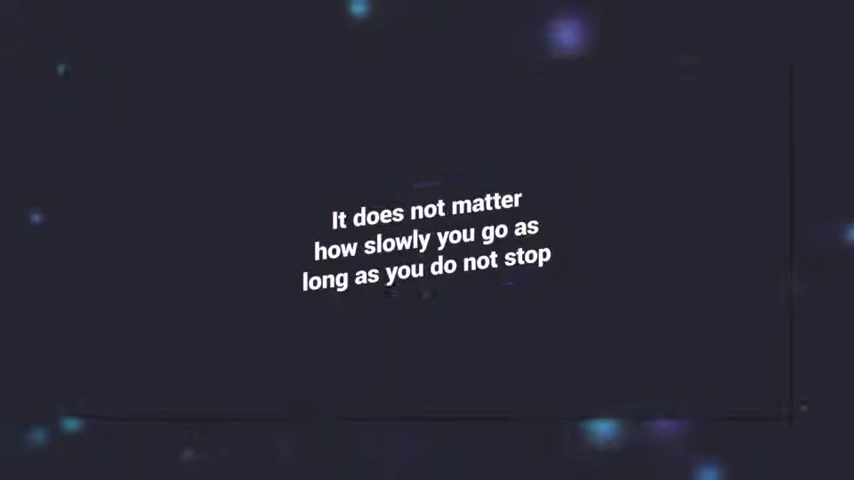 It does not matter
how slowly you go as
long as you do not stop